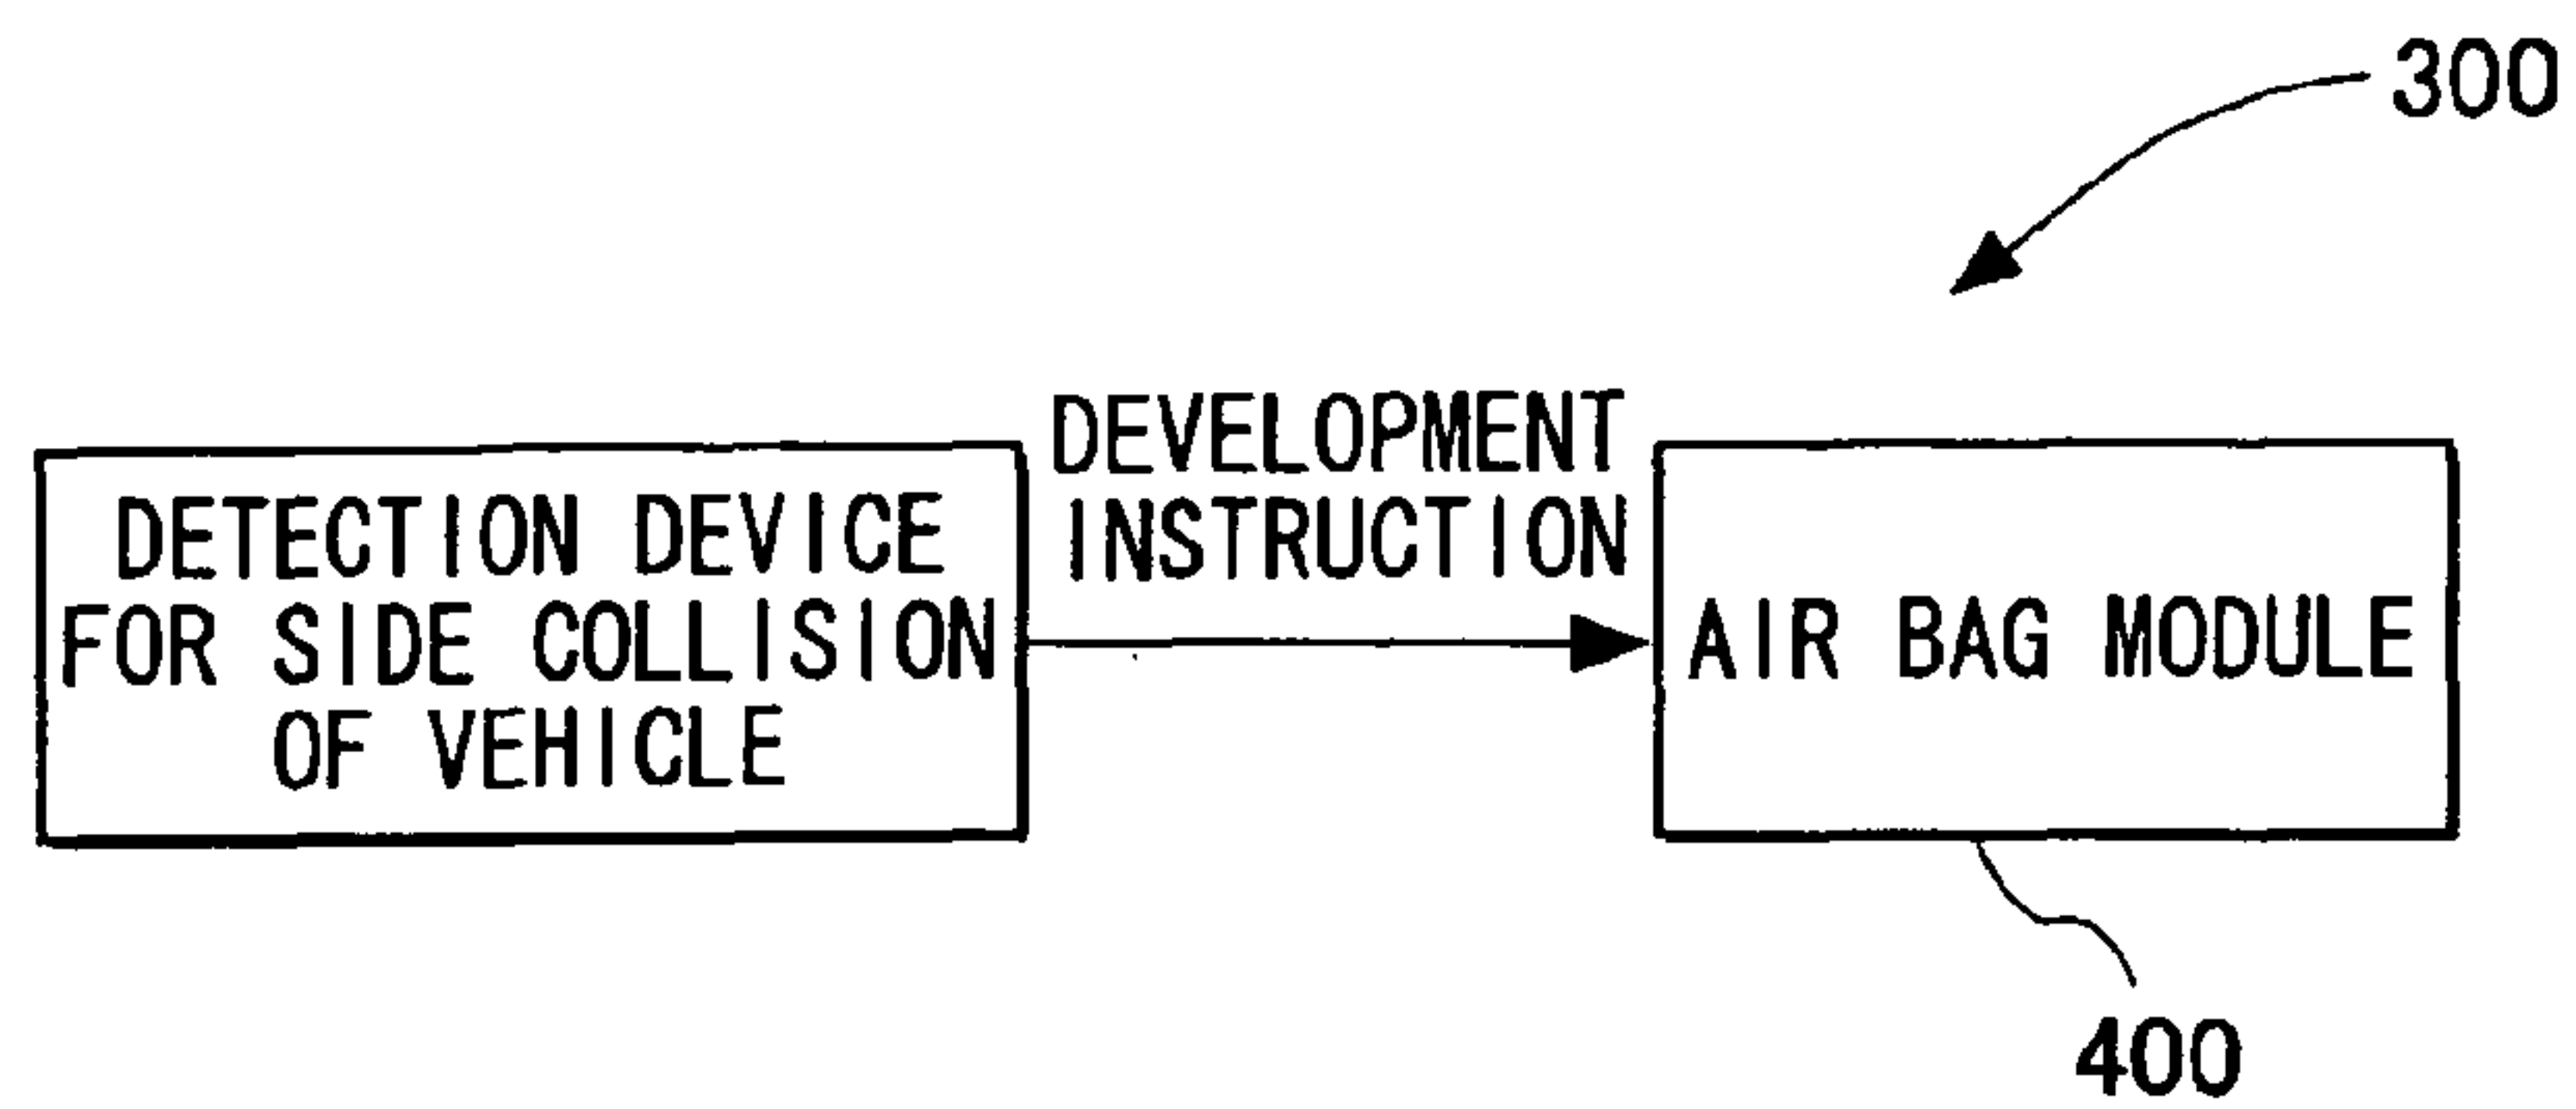 300
DEVELOPMENT
INSTRUCTION
DETECTION DEVICE
FOR SIDE COLLISION
OF VEHICLE
AIR BAG MODULE
400